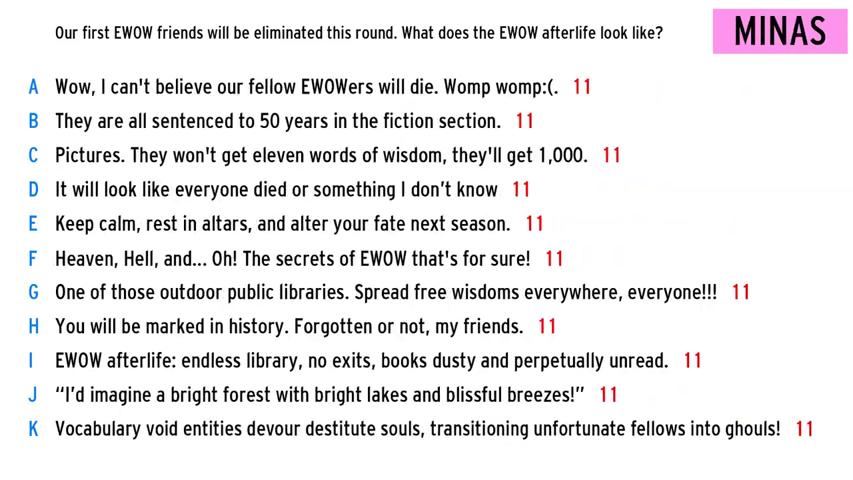 Our first EWOW friends will be eliminated this round. What does the EWOW afterlife look like?
MINAS
A Wow, I can't believe our fellow EWOWers will die. Womp womp:(. 11
B They are all sentenced to 50 years in the fiction section. 11
C Pictures. They won't get eleven words of wisdom, they'll get 1,000. 11
D It will look like everyone died or something I don’t know 11
E Keep calm, rest in altars, and alter your fate next season. 11
F Heaven, Hell, and... Oh! The secrets of EWOW that's for sure! 11
G One of those outdoor public libraries. Spread free wisdoms everywhere, everyone!!! 11
H You will be marked in history. Forgotten or not, my friends. 11
I EWOW afterlife: endless library, no exits, books dusty and perpetually unread. 11
J “I’d imagine a bright forest with bright lakes and blissful breezes!” 11
K Vocabulary void entities devour destitute souls, transitioning unfortunate fellows into ghouls! 11